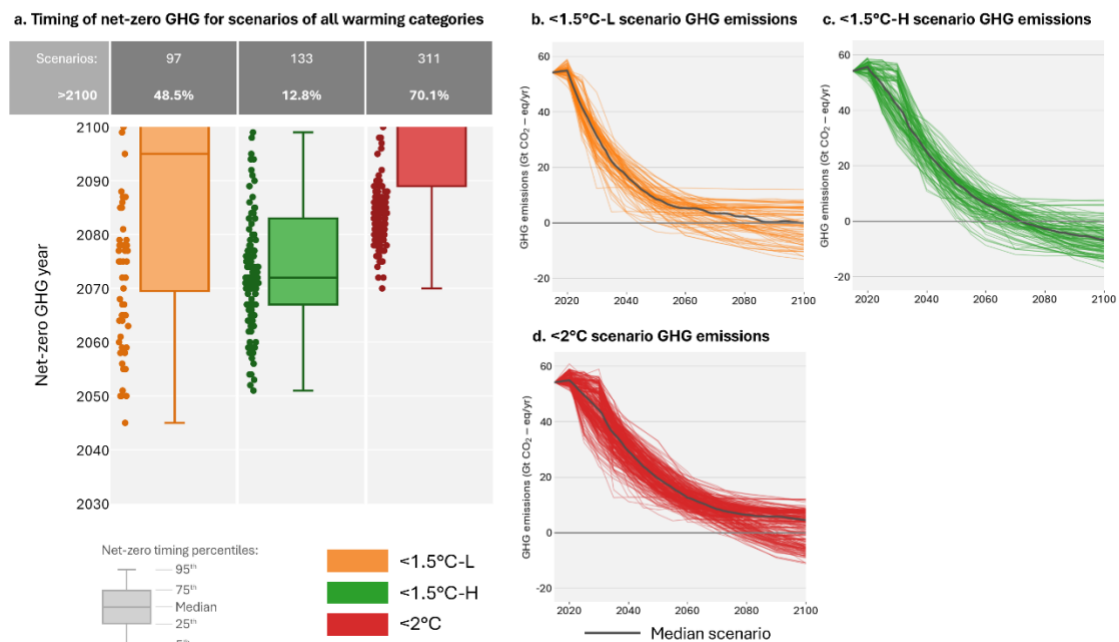 a. Timing of net-zero GHG for scenarios of all warming categories
Scenarios: 97 133 311
>2100 48.5% 12.8% 70.1%
2100
2090
2080
2070
2060
2050
2040
2030
Net-zero GHG year
Net-zero timing percentiles:
95th
75th
Median
25th
<1.5°C-L
<1.5°C-H
<2°C
b. <1.5°C-L scenario GHG emissions
GHG emissions (Gt CO₂ – eq/yr)
60
40
20
0
-20
2020 2040 2060 2080 2100
c. <1.5°C-H scenario GHG emissions
GHG emissions (Gt CO₂ – eq/yr)
60
40
20
0
-20
2020 2040 2060 2080 2100
d. <2°C scenario GHG emissions
GHG emissions (Gt CO₂ – eq/yr)
60
40
20
0
-20
2020 2040 2060 2080 2100
Median scenario